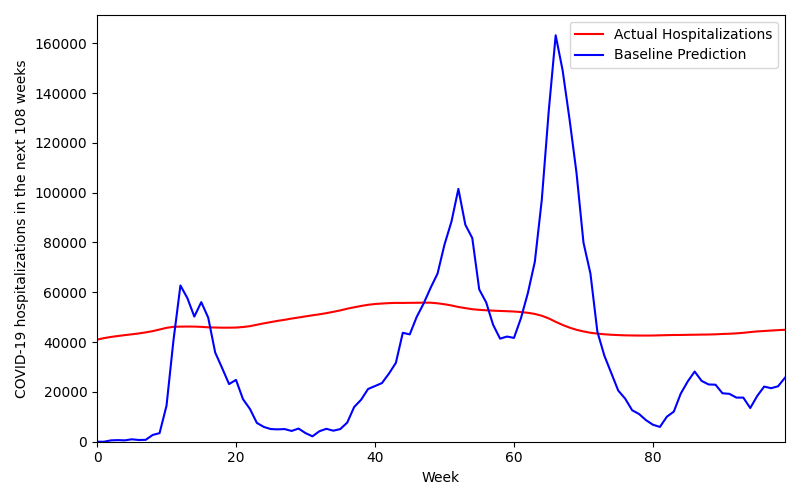 160000
140000
120000
100000
80000
60000
40000
20000
0
COVID-19 hospitalizations in the next 108 weeks
Actual Hospitalizations
Baseline Prediction
0 20 40 60 80
Week